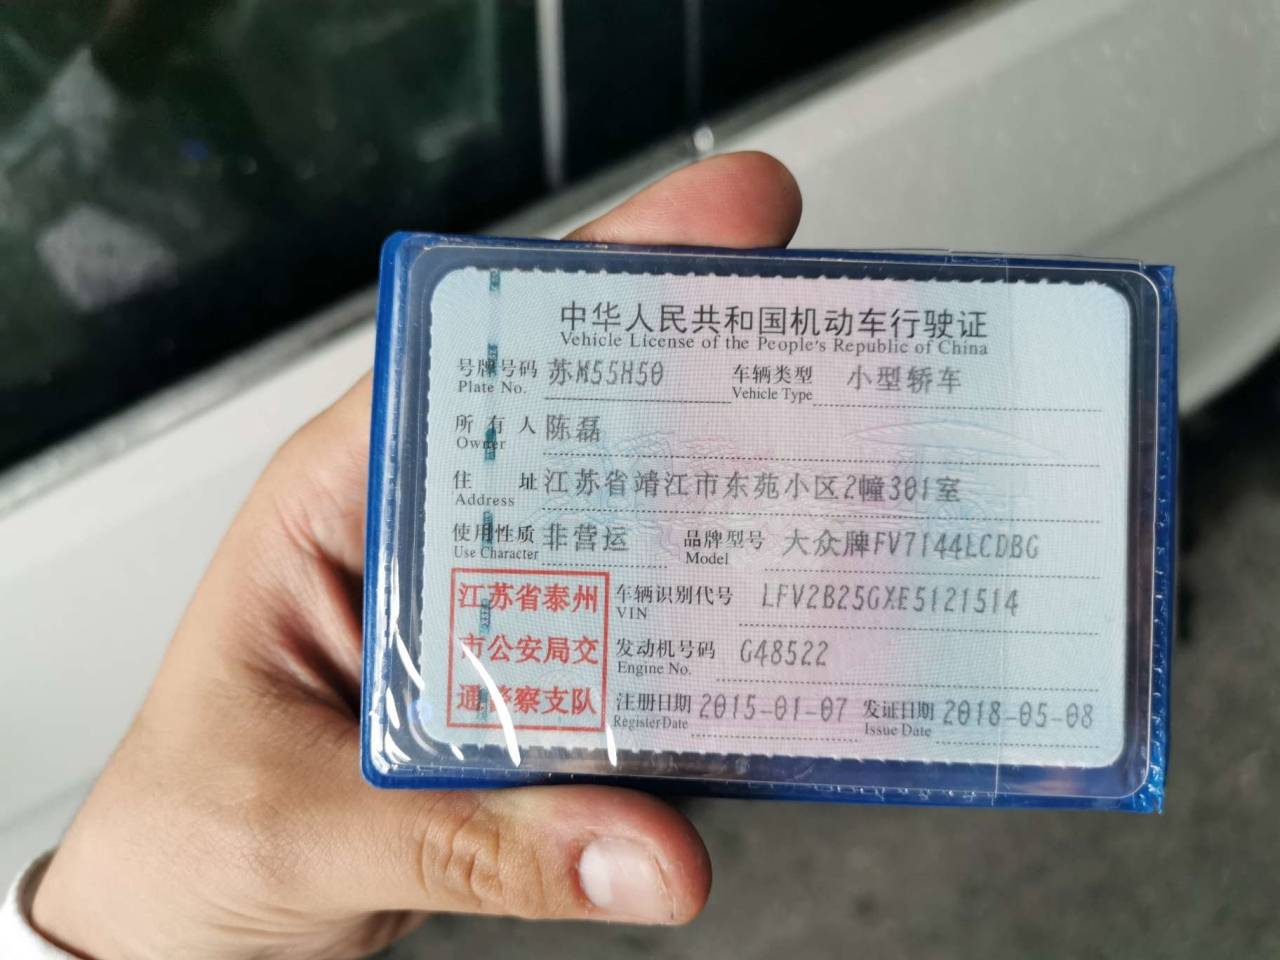 中华人民共和国机动车行驶证
Vehicle License of the People's Republic of China
号牌号码 苏M55H50 车辆类型 小型轿车
Plate No. Vehicle Type
所有人 陈磊
Owner
住址 江苏省靖江市东苑小区2幢301室
Address
使用性质 非营运 品牌型号 大众牌FV7144LCDBG
Use Character Model
江苏省泰州
市公安局交
通警察支队
车辆识别代号 LFV2B25GXE5121514
VIN
发动机号码 G48522
Engine No.
注册日期 2015-01-07 发证日期 2018-05-08
Register Date Issue Date